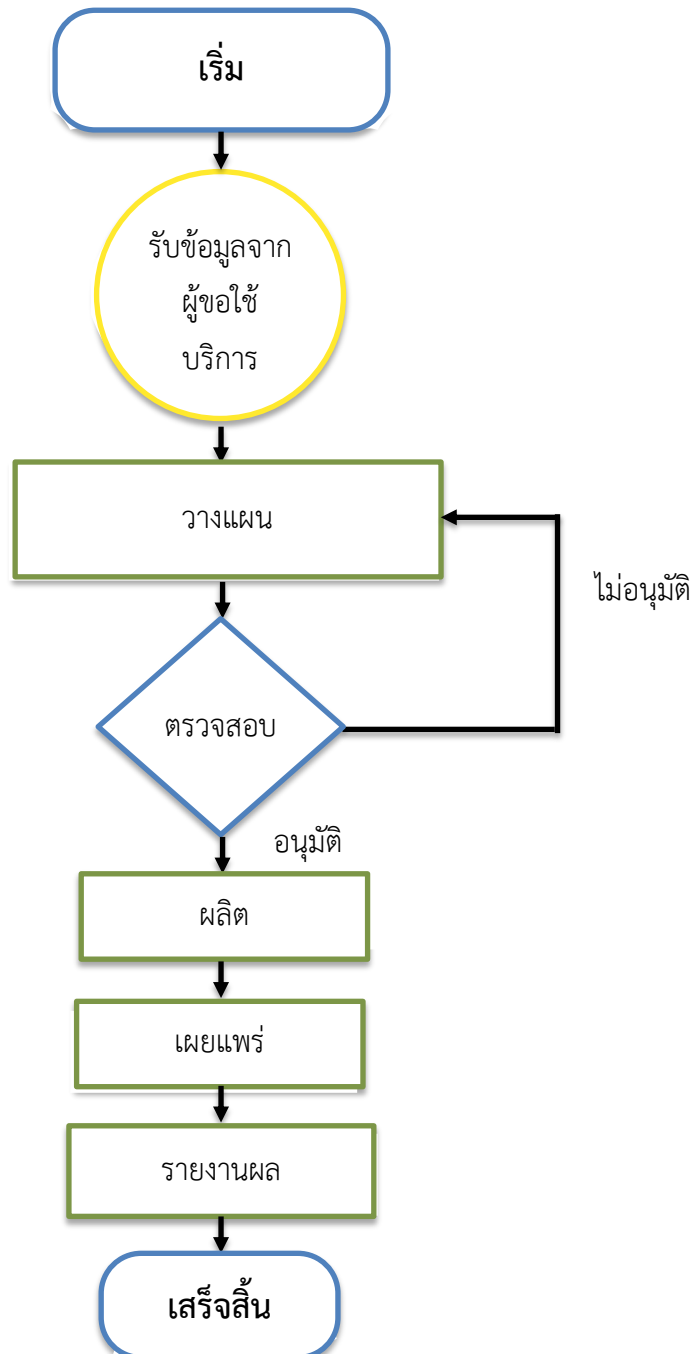 เริ่ม
รับข้อมูลจาก
ผู้ขอใช้
บริการ
วางแผน
ไม่อนุมัติ
ตรวจสอบ
อนุมัติ
ผลิต
เผยแพร่
รายงานผล
เสร็จสิ้น